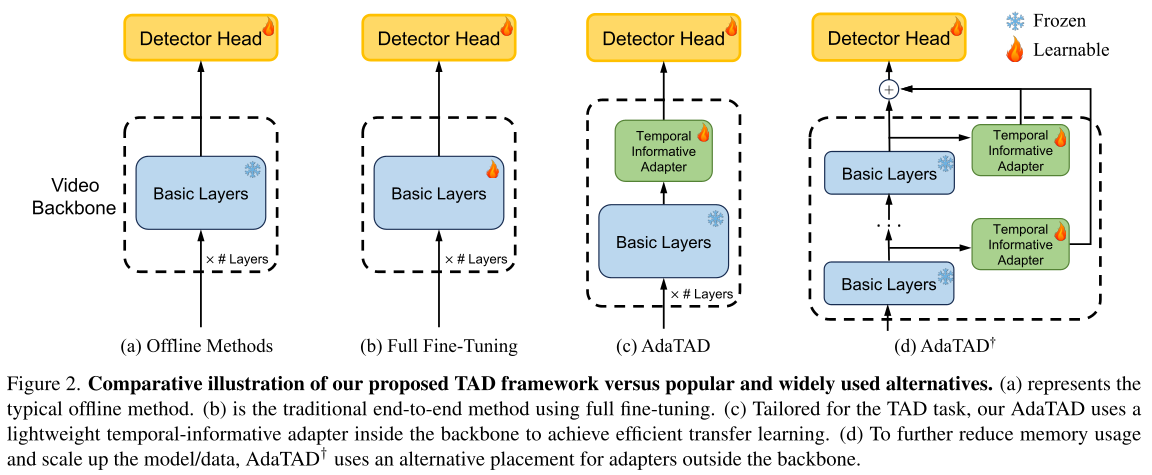 Detector Head
Basic Layers
× # Layers
Video
Backbone
(a) Offline Methods
Detector Head
Basic Layers
× # Layers
(b) Full Fine-Tuning
Detector Head
Temporal
Informative
Adapter
Basic Layers
× # Layers
(c) AdaTAD
Detector Head
Frozen
Learnable
+
Temporal
Informative
Adapter
Basic Layers
...
Temporal
Informative
Adapter
Basic Layers
(d) AdaTAD†
Figure 2. Comparative illustration of our proposed TAD framework versus popular and widely used alternatives. (a) represents the
typical offline method. (b) is the traditional end-to-end method using full fine-tuning. (c) Tailored for the TAD task, our AdaTAD uses a
lightweight temporal-informative adapter inside the backbone to achieve efficient transfer learning. (d) To further reduce memory usage
and scale up the model/data, AdaTAD† uses an alternative placement for adapters outside the backbone.